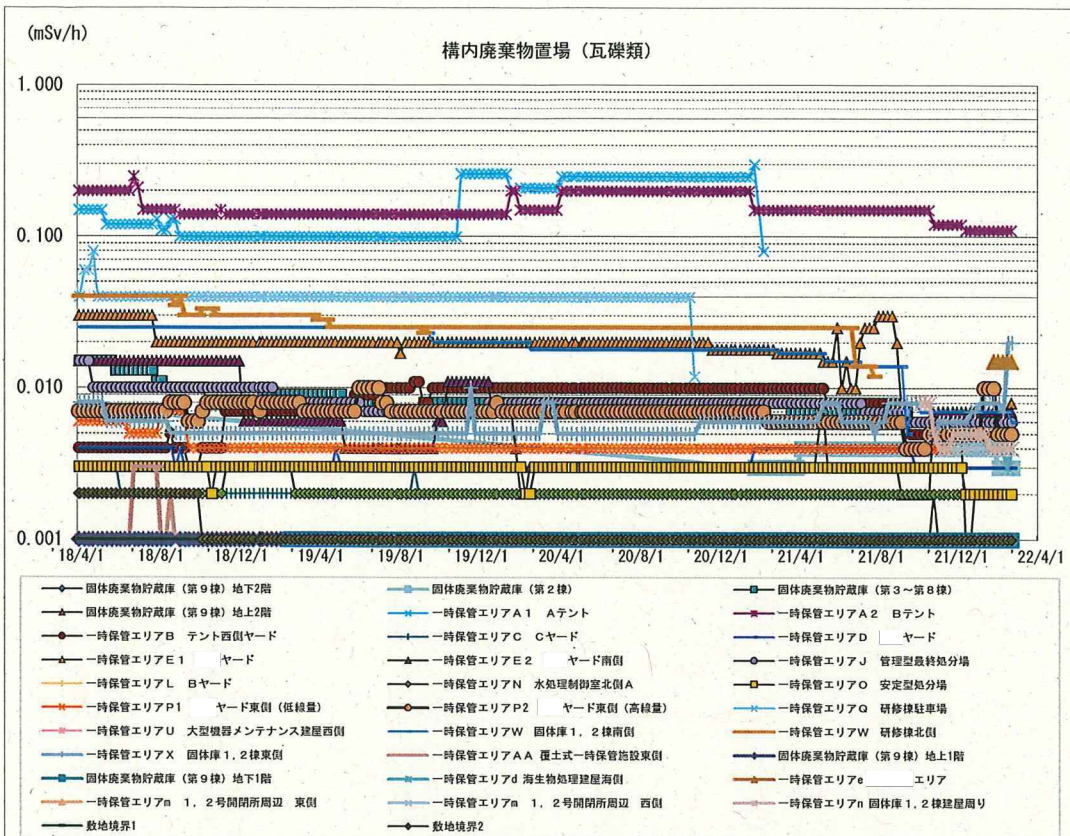 (mSv/h)
構内廃棄物置場（瓦礫類）
1.000
0.100
0.010
0.001
'18/4/1 '18/8/1 '18/12/1 '19/4/1 '19/8/1 '19/12/1 '20/4/1 '20/8/1 '20/12/1 '21/4/1 '21/8/1 '21/12/1 '22/4/1
固体廃棄物貯蔵庫（第９棟）地下2階 固体廃棄物貯蔵庫（第２棟） 固体廃棄物貯蔵庫（第３～第８棟）
固体廃棄物貯蔵庫（第９棟）地上2階 一時保管エリアＡ１ Ａテント 一時保管エリアＡ２ Ｂテント
一時保管エリアＢ テント西側ヤード 一時保管エリアＣ Ｃヤード 一時保管エリアＤ ヤード
一時保管エリアＥ１ ヤード 一時保管エリアＥ２ ヤード南側 一時保管エリアＪ 管理型最終処分場
一時保管エリアＬ Ｂヤード 一時保管エリアＮ 水処理制御室北側Ａ 一時保管エリアＯ 安定型処分場
一時保管エリアＰ１ ヤード東側（低線量） 一時保管エリアＰ２ ヤード東側（高線量） 一時保管エリアＱ 研修棟駐車場
一時保管エリアＵ 大型機器メンテナンス建屋西側 一時保管エリアＷ 固体庫１,２棟南側 一時保管エリアＷ 研修棟北側
一時保管エリアＸ 固体庫１,２棟東側 一時保管エリアＡＡ 覆土式一時保管施設東側 固体廃棄物貯蔵庫（第９棟）地上1階
固体廃棄物貯蔵庫（第９棟）地下1階 一時保管エリアｄ 海生物処理建屋海側 一時保管エリアｅ エリア
一時保管エリアｍ １，２号開閉所周辺 東側 一時保管エリアｍ １，２号開閉所周辺 西側 一時保管エリアｎ 固体庫１,２棟建屋周り
敷地境界1 敷地境界2